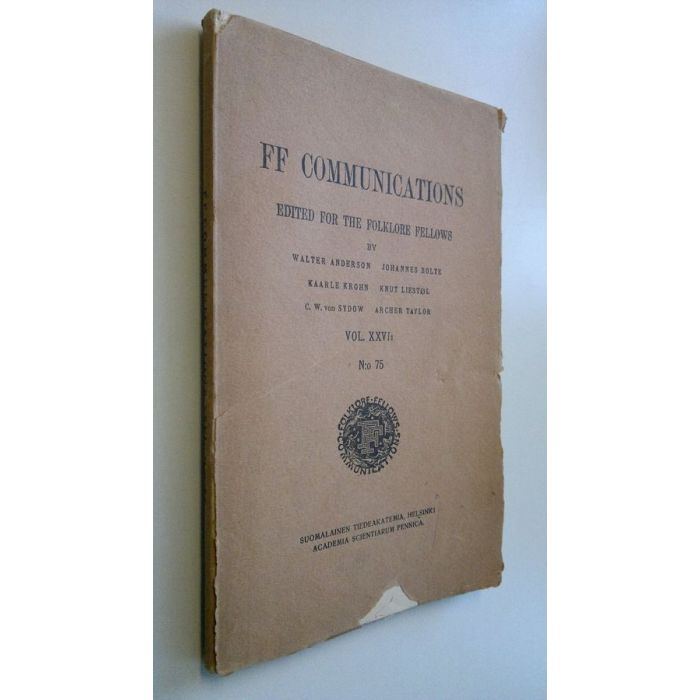 FF COMMUNICATIONS
EDITED FOR THE FOLKLORE FELLOWS
BY
WALTER ANDERSON JOHANNES BOLTE
KAARLE KROHN KNUT LIESTØL
C. W. von SYDOW ARCHER TAYLOR
VOL. XXVI1
N:o 75
FOLKLORE · FELLOWS · COMMUNICATIONS
SUOMALAINEN TIEDEAKATEMIA, HELSINKI
ACADEMIA SCIENTIARUM FENNICA.